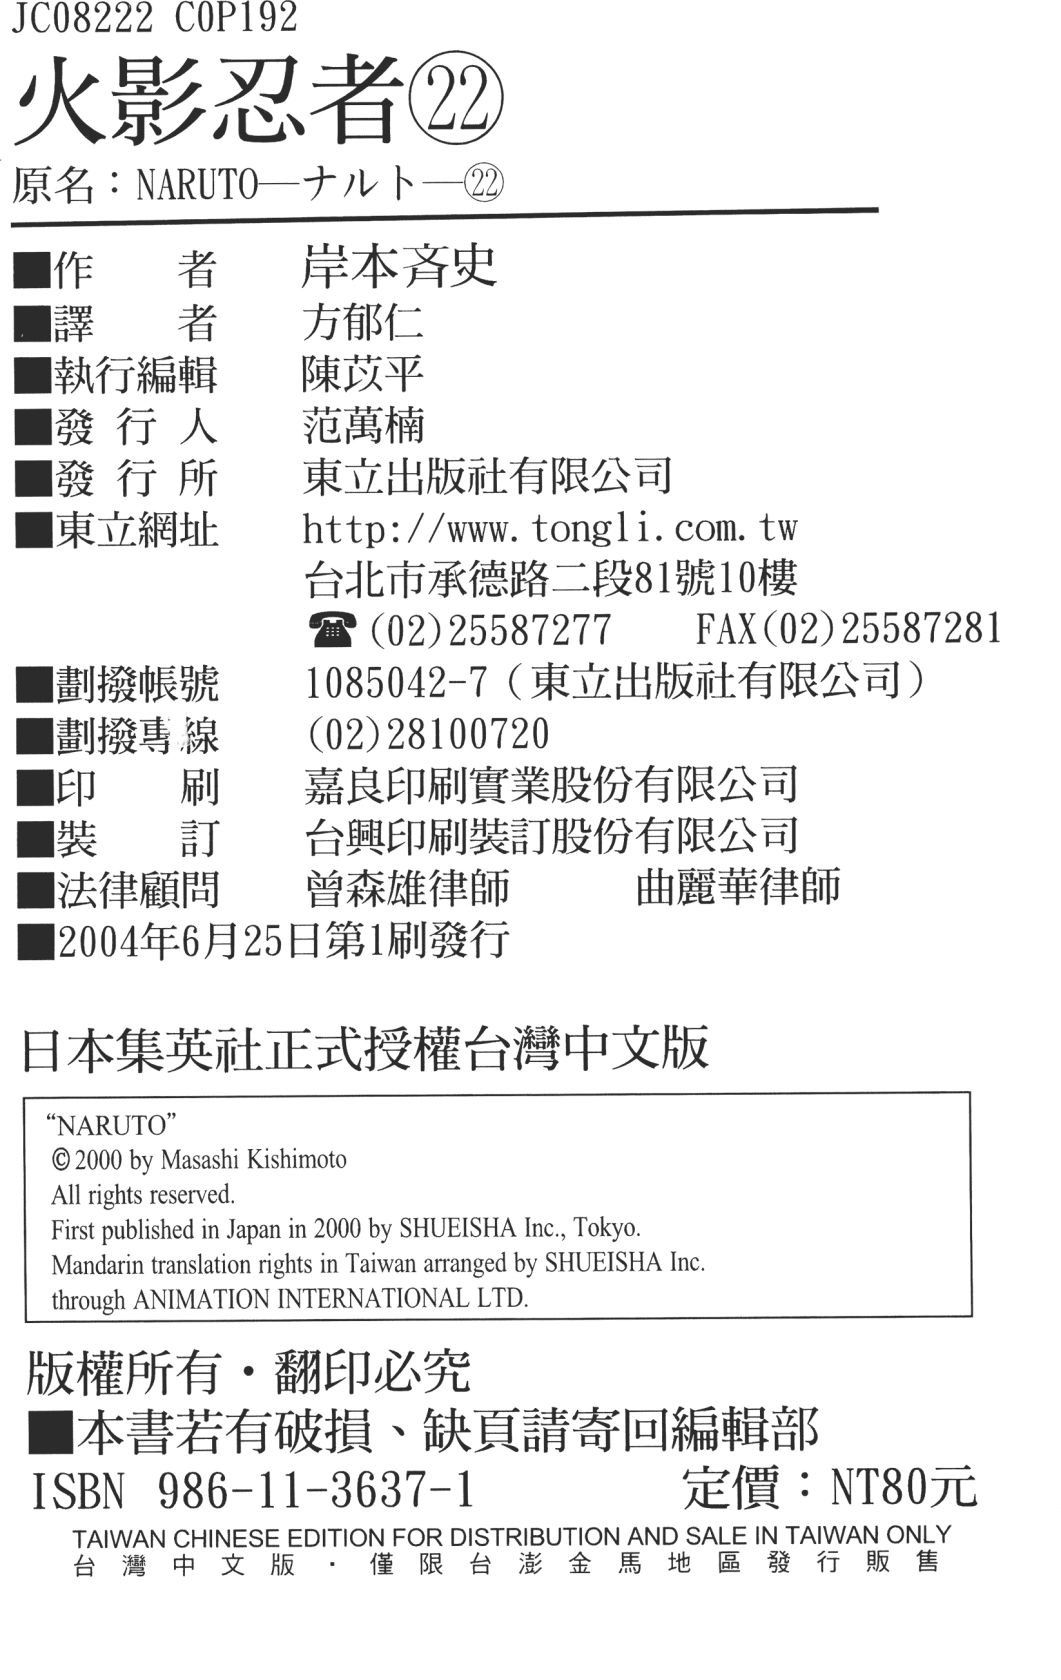 JC08222 C0P192
火影忍者㉒
原名：NARUTO—ナルト—㉒
■作者 岸本斉史
■譯者 方郁仁
■執行編輯 陳苡平
■發行人 范萬楠
■發行所 東立出版社有限公司
■東立網址 http://www.tongli.com.tw
台北市承德路二段81號10樓
☎(02)25587277 FAX(02)25587281
■劃撥帳號 1085042-7（東立出版社有限公司）
■劃撥專線 (02)28100720
■印刷 嘉良印刷實業股份有限公司
■裝訂 台興印刷裝訂股份有限公司
■法律顧問 曾森雄律師 曲麗華律師
■2004年6月25日第1刷發行
日本集英社正式授權台灣中文版
“NARUTO”
©2000 by Masashi Kishimoto
All rights reserved.
First published in Japan in 2000 by SHUEISHA Inc., Tokyo.
Mandarin translation rights in Taiwan arranged by SHUEISHA Inc.
through ANIMATION INTERNATIONAL LTD.
版權所有・翻印必究
■本書若有破損、缺頁請寄回編輯部
ISBN 986-11-3637-1 定價：NT80元
TAIWAN CHINESE EDITION FOR DISTRIBUTION AND SALE IN TAIWAN ONLY
台灣中文版・僅限台澎金馬地區發行販售